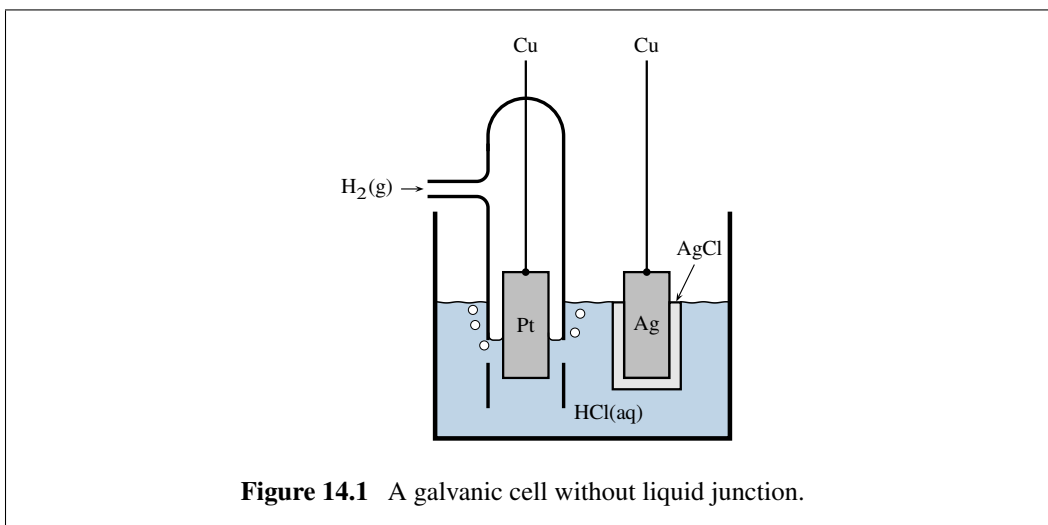 Cu
Cu
H2(g)
AgCl
Pt
Ag
HCl(aq)
Figure 14.1 A galvanic cell without liquid junction.